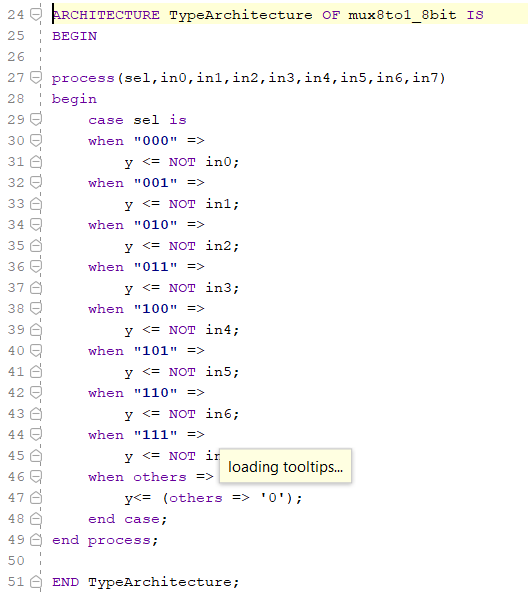 24 ARCHITECTURE TypeArchitecture OF mux8to1_8bit IS
25 BEGIN
26
27 process(sel,in0,in1,in2,in3,in4,in5,in6,in7)
28 begin
29 case sel is
30 when "000" =>
31 y <= NOT in0;
32 when "001" =>
33 y <= NOT in1;
34 when "010" =>
35 y <= NOT in2;
36 when "011" =>
37 y <= NOT in3;
38 when "100" =>
39 y <= NOT in4;
40 when "101" =>
41 y <= NOT in5;
42 when "110" =>
43 y <= NOT in6;
44 when "111" =>
45 y <= NOT
loading tooltips...
46 when others =>
47 y<= (others => '0');
48 end case;
49 end process;
50
51 END TypeArchitecture;